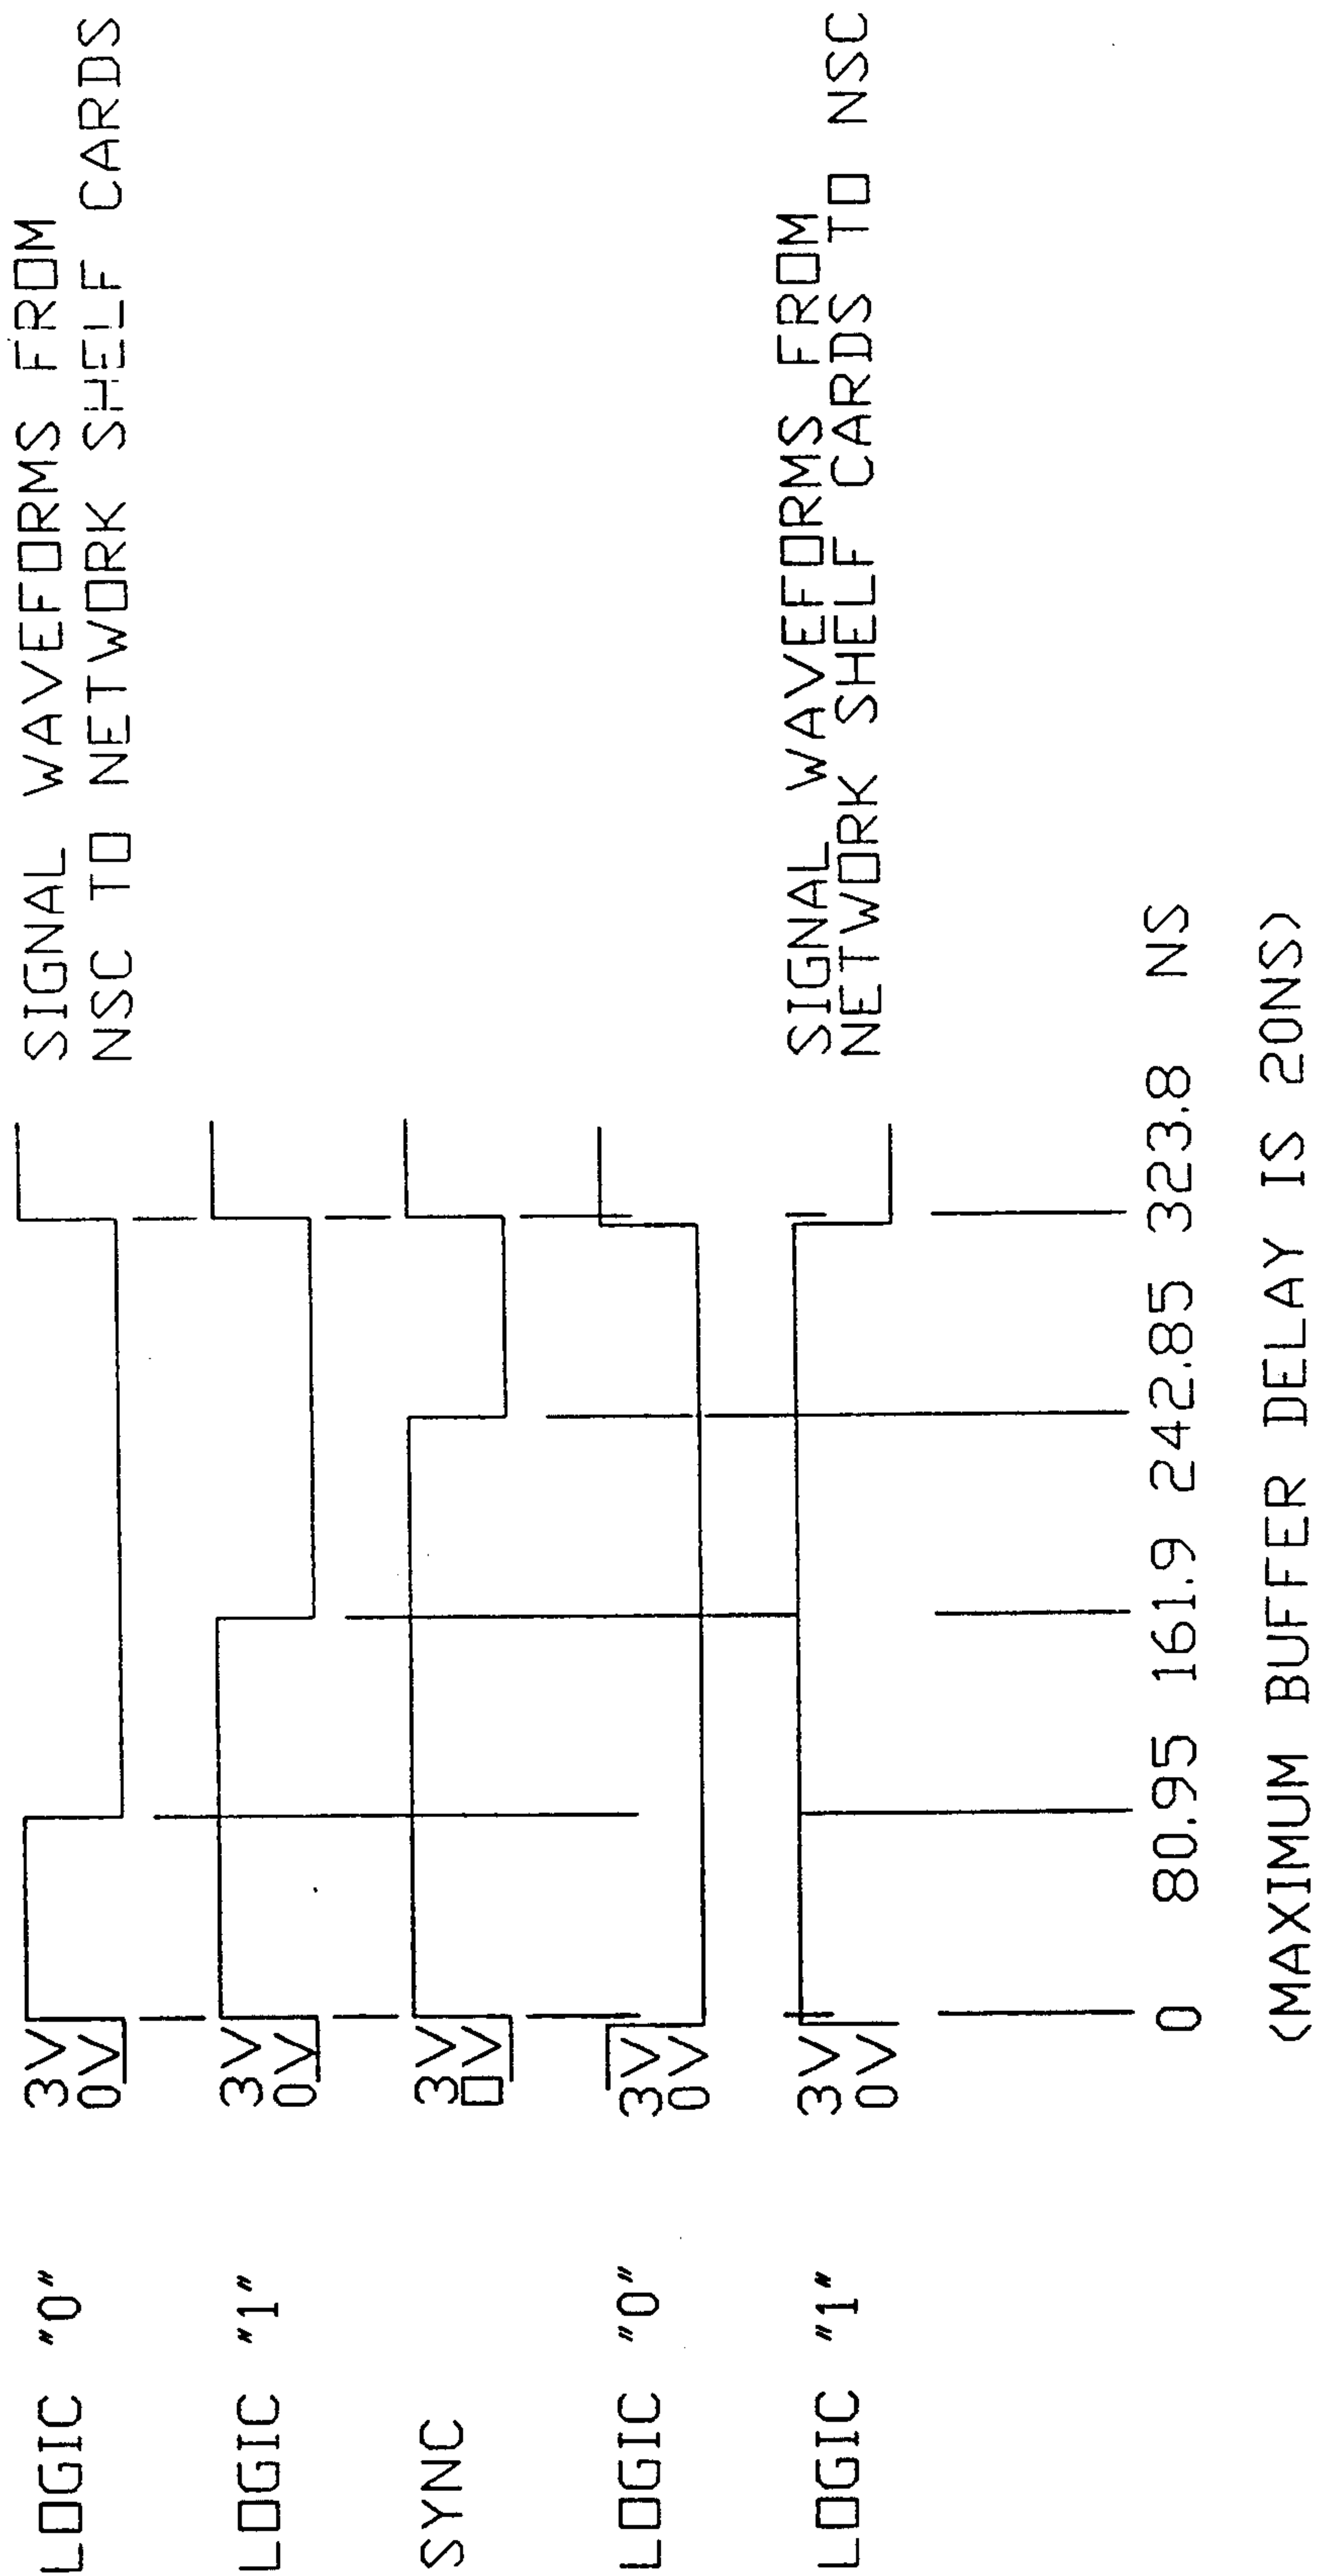 LOGIC "0"
3V
0V
SIGNAL WAVEFORMS FROM
NSC TO NETWORK SHELF CARDS
LOGIC "1"
3V
0V
SYNC
3V
0V
LOGIC "0"
3V
0V
LOGIC "1"
3V
0V
SIGNAL WAVEFORMS FROM
NETWORK SHELF CARDS TO NSC
0 80.95 161.9 242.85 323.8 NS
(MAXIMUM BUFFER DELAY IS 20NS)